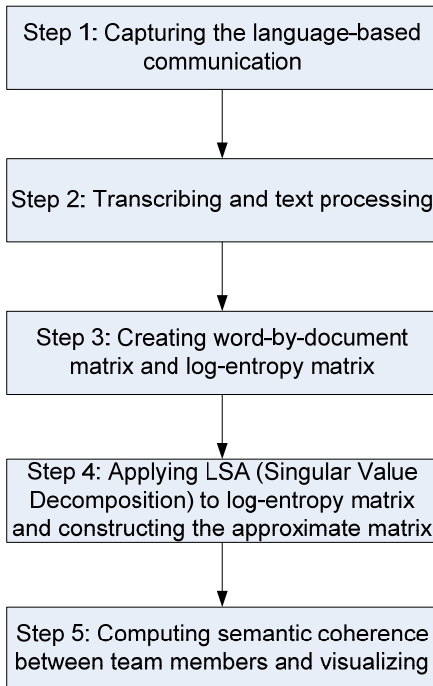 Step 1: Capturing the language-based
communication
Step 2: Transcribing and text processing
Step 3: Creating word-by-document
matrix and log-entropy matrix
Step 4: Applying LSA (Singular Value
Decomposition) to log-entropy matrix
and constructing the approximate matrix
Step 5: Computing semantic coherence
between team members and visualizing